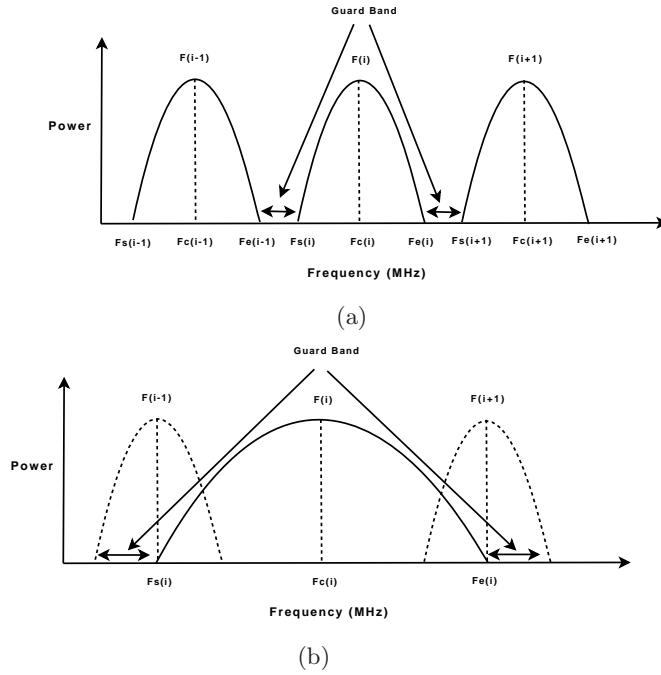 Guard Band
F(i-1)
F(i)
F(i+1)
Power
Fs(i-1) Fc(i-1) Fe(i-1) Fs(i) Fc(i) Fe(i) Fs(i+1) Fc(i+1) Fe(i+1)
Frequency (MHz)
(a)
Guard Band
F(i-1)
F(i)
F(i+1)
Power
Fs(i) Fc(i) Fe(i)
Frequency (MHz)
(b)